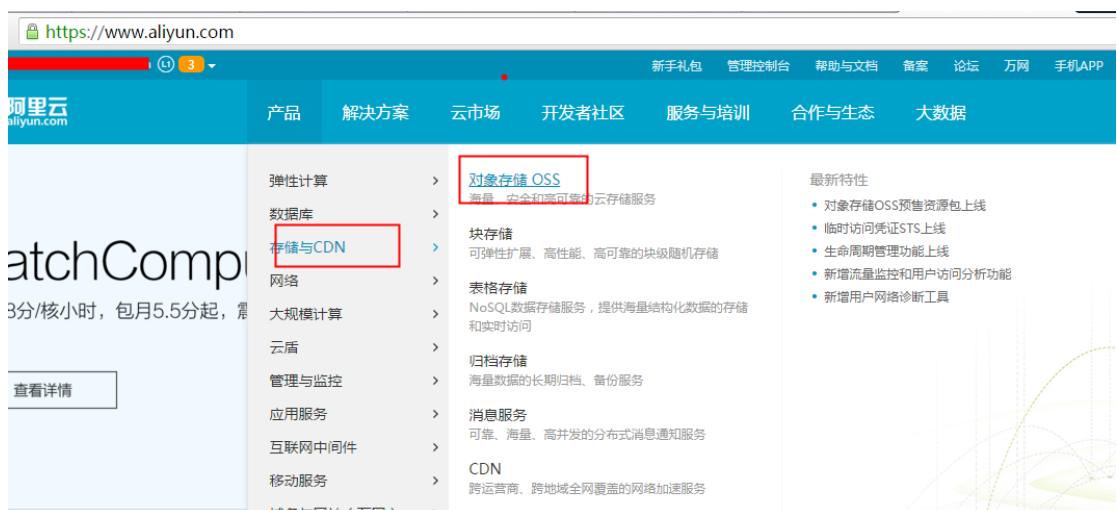 https://www.aliyun.com
L1 3
新手礼包 管理控制台 帮助与文档 备案 论坛 万网 手机APP
阿里云
aliyun.com
产品 解决方案 云市场 开发者社区 服务与培训 合作与生态 大数据
弹性计算
数据库
存储与CDN
网络
大规模计算
云盾
管理与监控
应用服务
互联网中间件
移动服务
对象存储 OSS
海量、安全和高可靠的云存储服务
块存储
可弹性扩展、高性能、高可靠的块级随机存储
表格存储
NoSQL数据存储服务，提供海量结构化数据的存储
和实时访问
归档存储
海量数据的长期归档、备份服务
消息服务
可靠、海量、高并发的分布式消息通知服务
CDN
跨运营商、跨地域全网覆盖的网络加速服务
最新特性
• 对象存储OSS预售资源包上线
• 临时访问凭证STS上线
• 生命周期管理功能上线
• 新增流量监控和用户访问分析功能
• 新增用户网络诊断工具
atchCompu
分/核小时，包月5.5分起，
查看详情